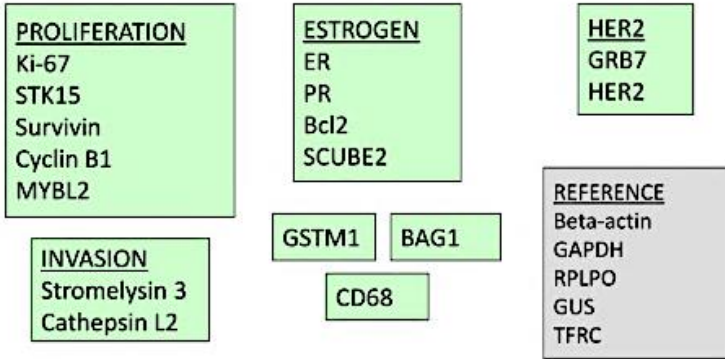 PROLIFERATION
Ki-67
STK15
Survivin
Cyclin B1
MYBL2
ESTROGEN
ER
PR
Bcl2
SCUBE2
HER2
GRB7
HER2
INVASION
Stromelysin 3
Cathepsin L2
GSTM1
BAG1
CD68
REFERENCE
Beta-actin
GAPDH
RPLPO
GUS
TFRC